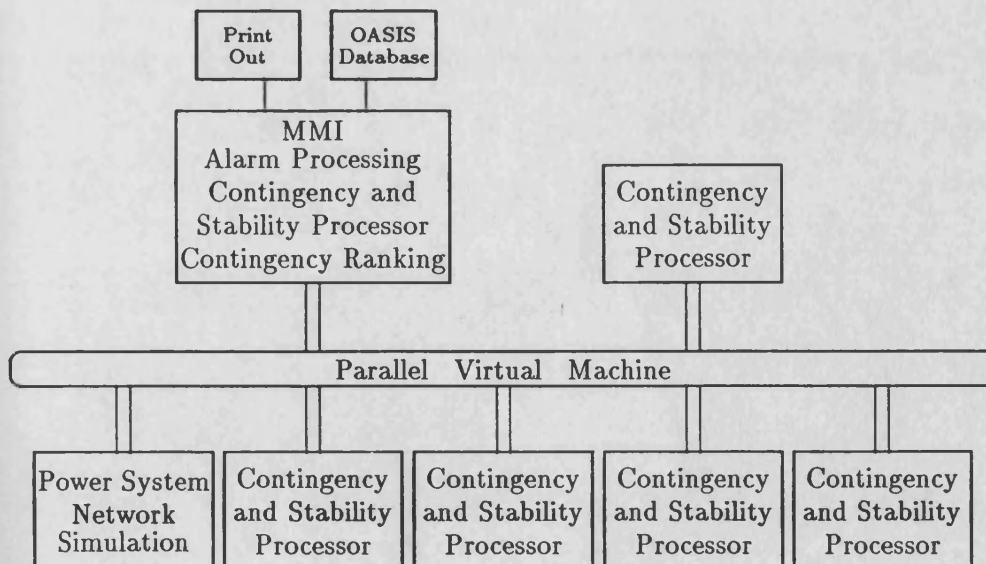 Print
Out
OASIS
Database
MMI
Alarm Processing
Contingency and
Stability Processor
Contingency Ranking
Contingency
and Stability
Processor
Parallel Virtual Machine
Power System
Network
Simulation
Contingency
and Stability
Processor
Contingency
and Stability
Processor
Contingency
and Stability
Processor
Contingency
and Stability
Processor